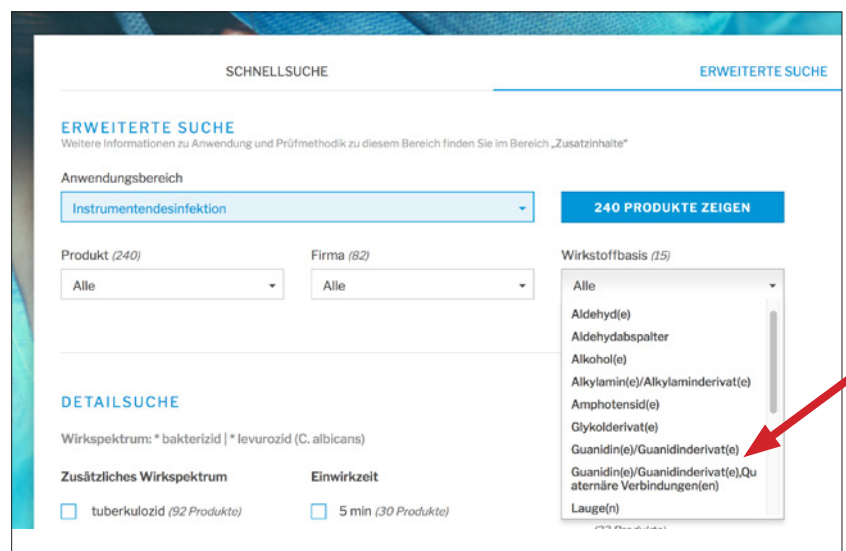 SCHNELLSUCHE
ERWEITERTE SUCHE
ERWEITERTE SUCHE
Weitere Informationen zu Anwendung und Prüfmethodik zu diesem Bereich finden Sie im Bereich „Zusatzinhalte"
Anwendungsbereich
Instrumentendesinfektion
240 PRODUKTE ZEIGEN
Produkt (240)
Firma (82)
Wirkstoffbasis (15)
Alle
Alle
Alle
Aldehyd(e)
Aldehydabspalter
Alkohol(e)
Alkylamin(e)/Alkylaminderivat(e)
Amphotensid(e)
Glykolderivat(e)
Guanidin(e)/Guanidinderivat(e)
Guanidin(e)/Guanidinderivat(e),Qu
aternäre Verbindungen(en)
Lauge(n)
DETAILSUCHE
Wirkspektrum: * bakterizid | * levurozid (C. albicans)
Zusätzliches Wirkspektrum
Einwirkzeit
tuberkulozid (92 Produkte)
5 min (30 Produkte)